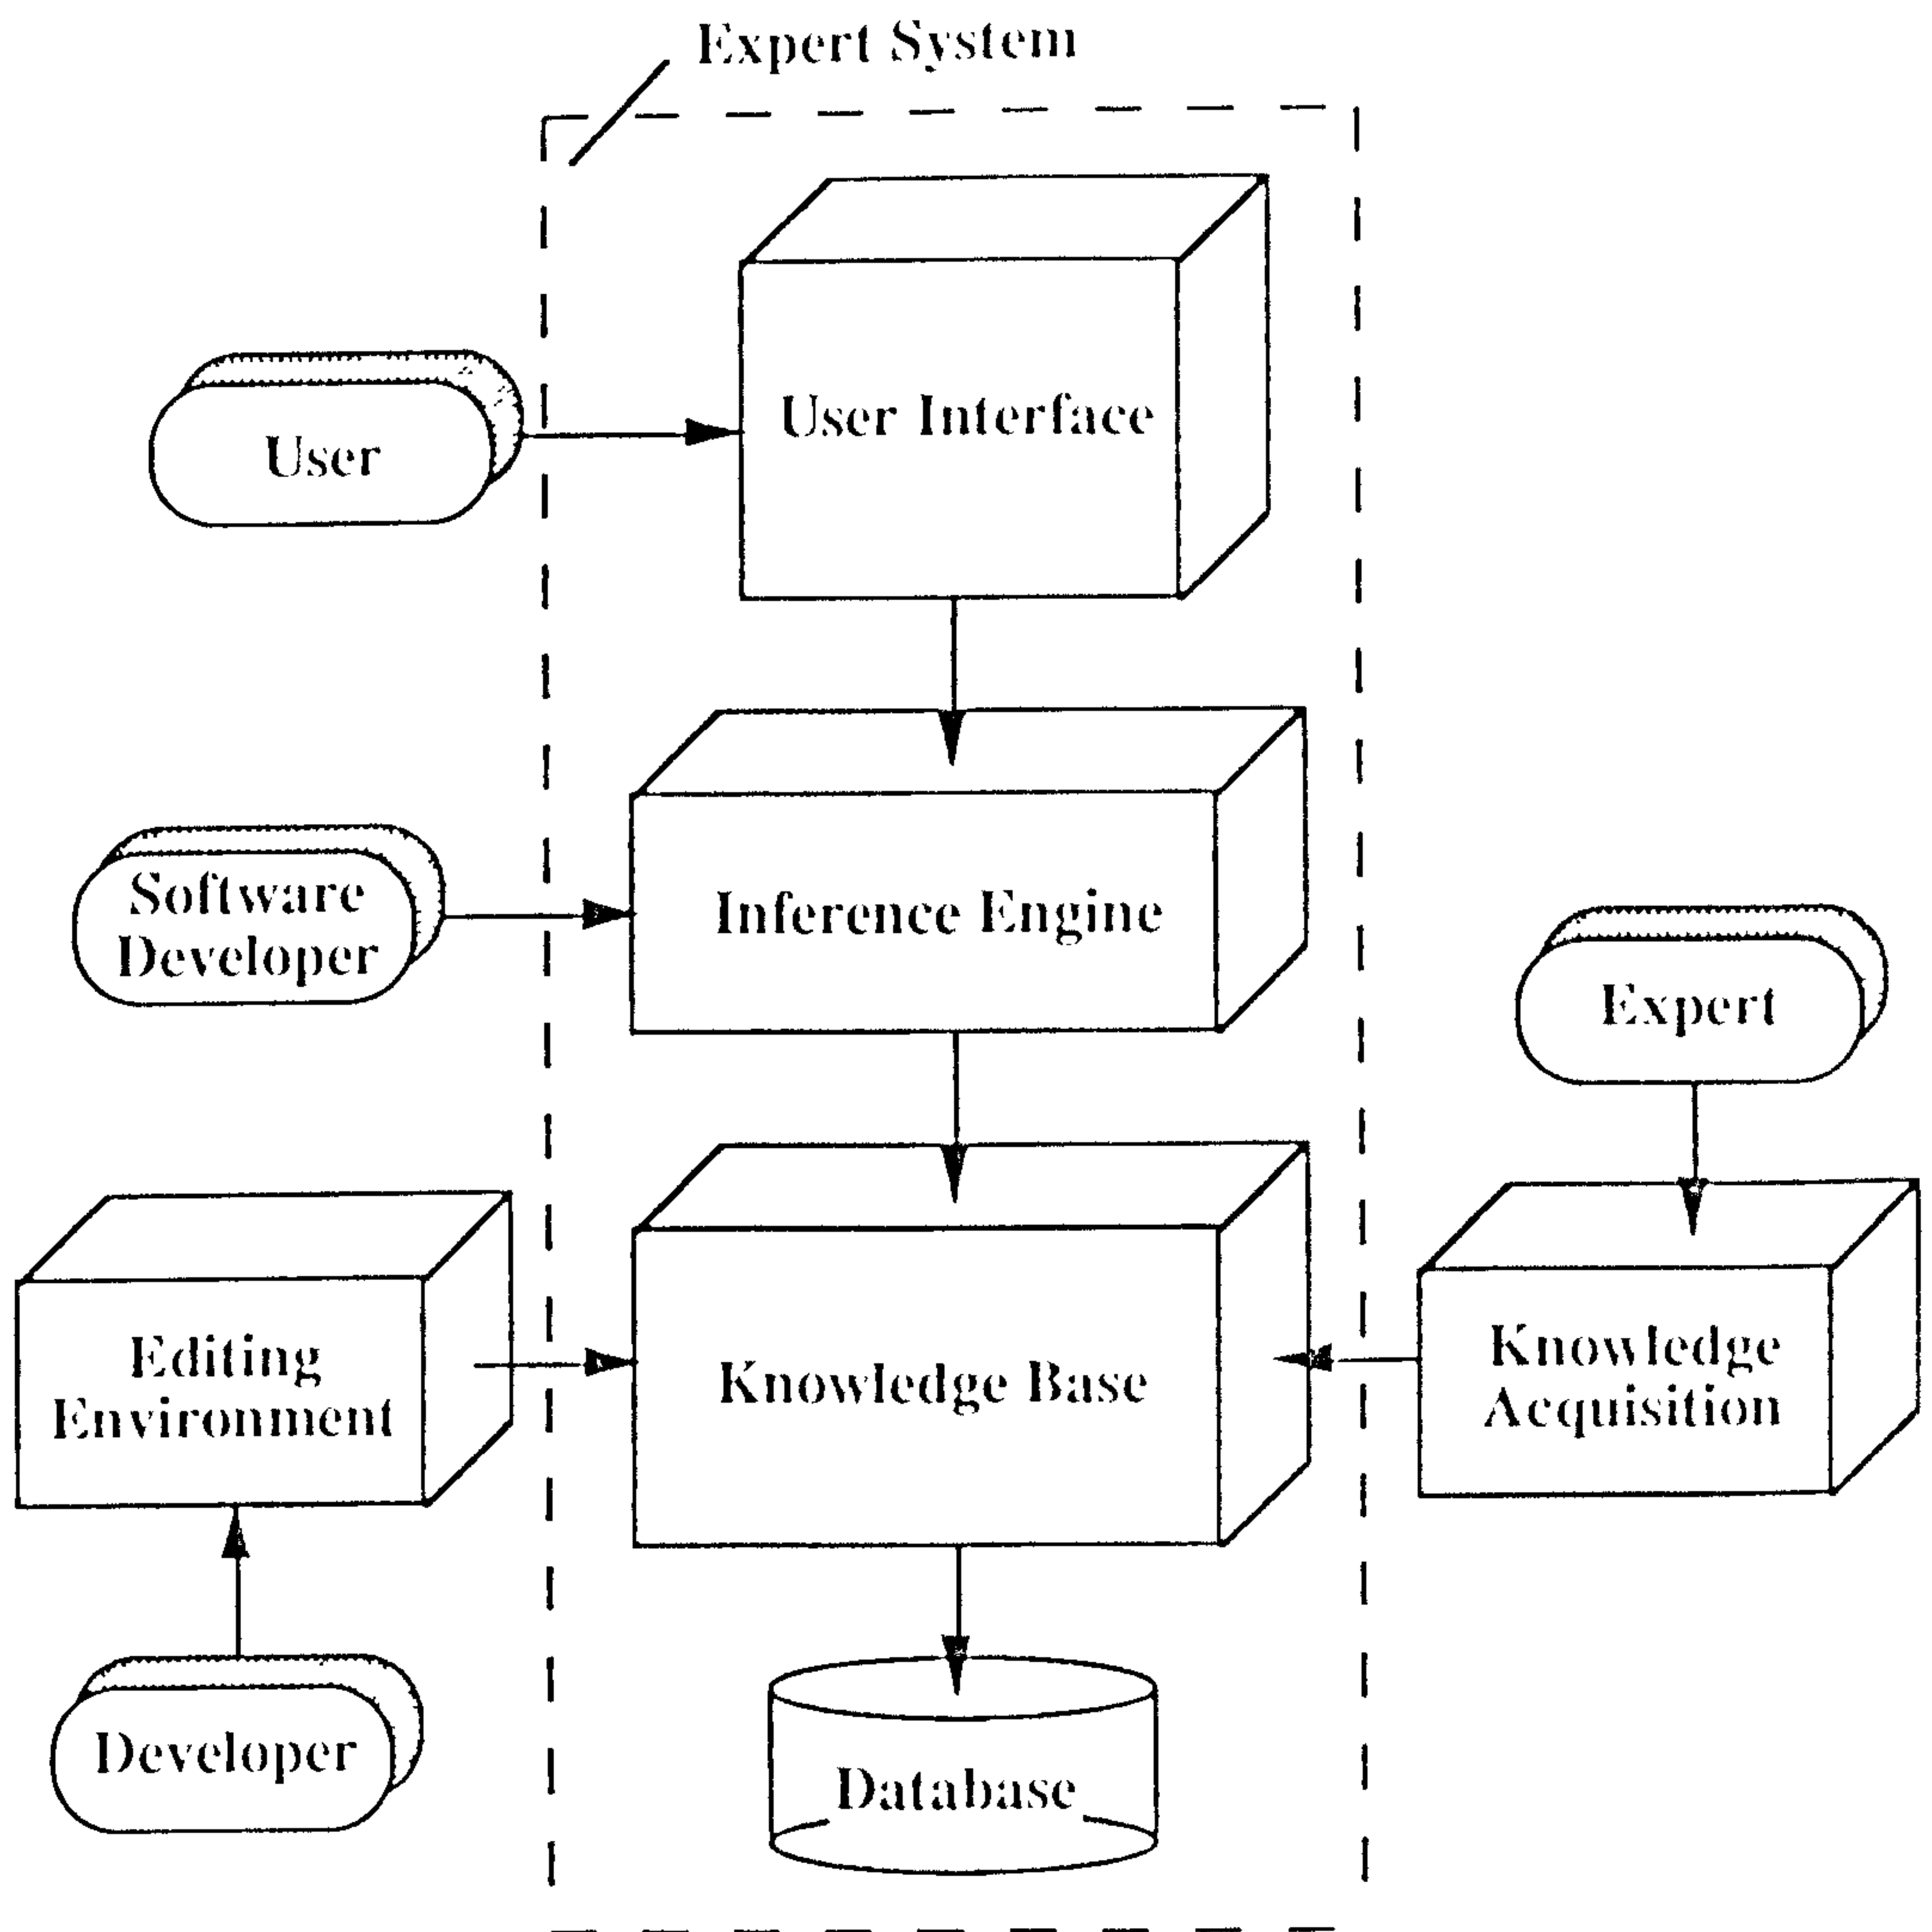 Expert System
User Interface
User
Software
Developer
Inference Engine
Expert
Editing
Environment
Knowledge Base
Knowledge
Acquisition
Developer
Database